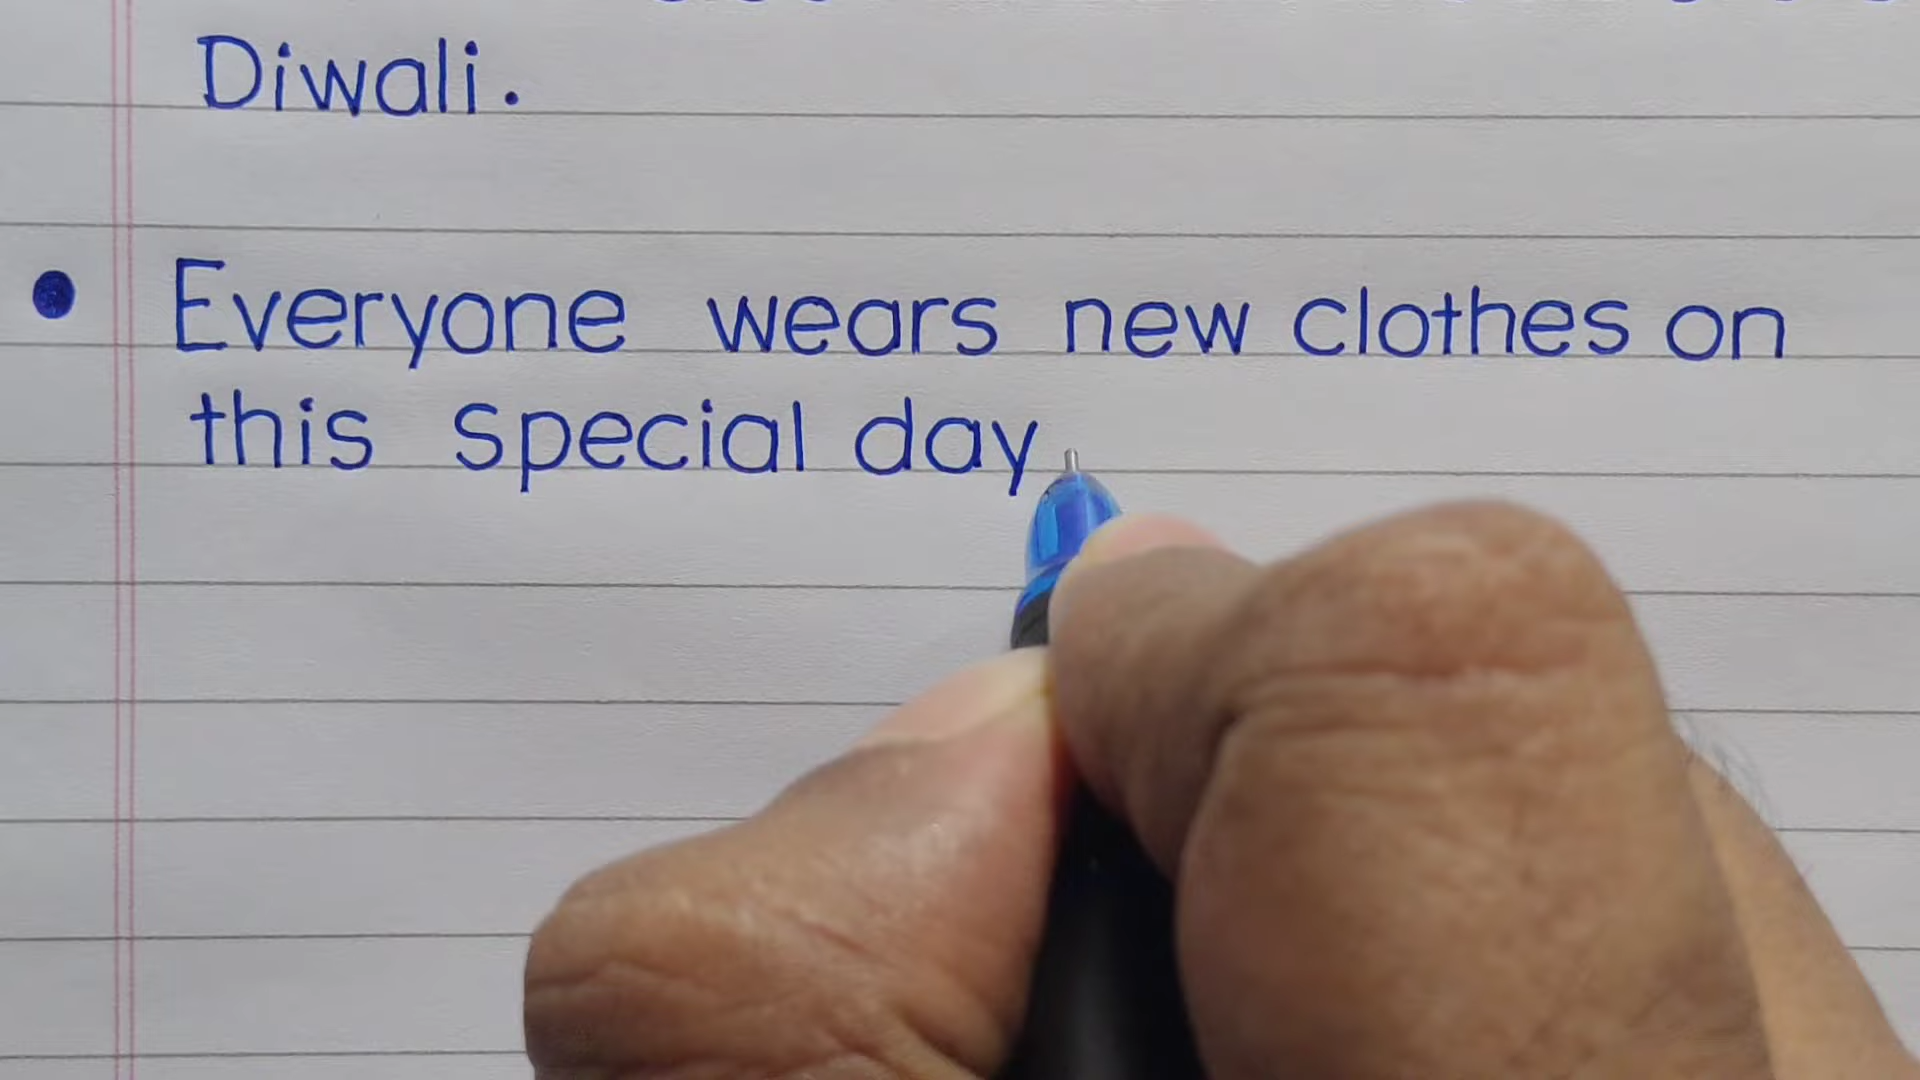 Diwali.
• Everyone wears new clothes on
this special day